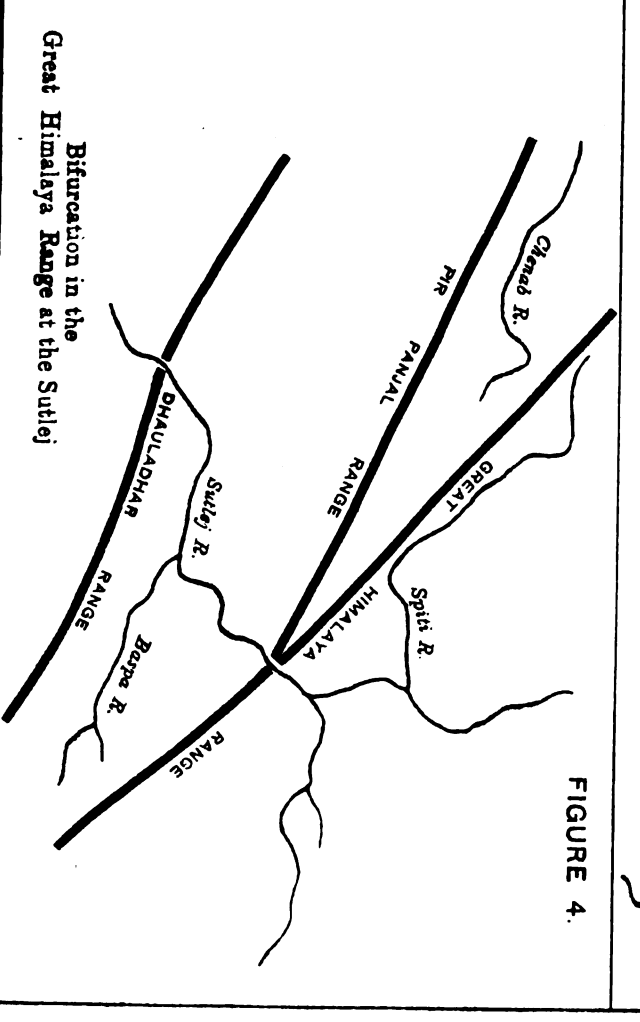 FIGURE 4.
Chenab R.
PIR PANJAL RANGE
GREAT HIMALAYA RANGE
Spiti R.
Sutlej R.
DHAULADHAR RANGE
Baspa R.
Bifurcation in the
Great Himalaya Range at the Sutlej